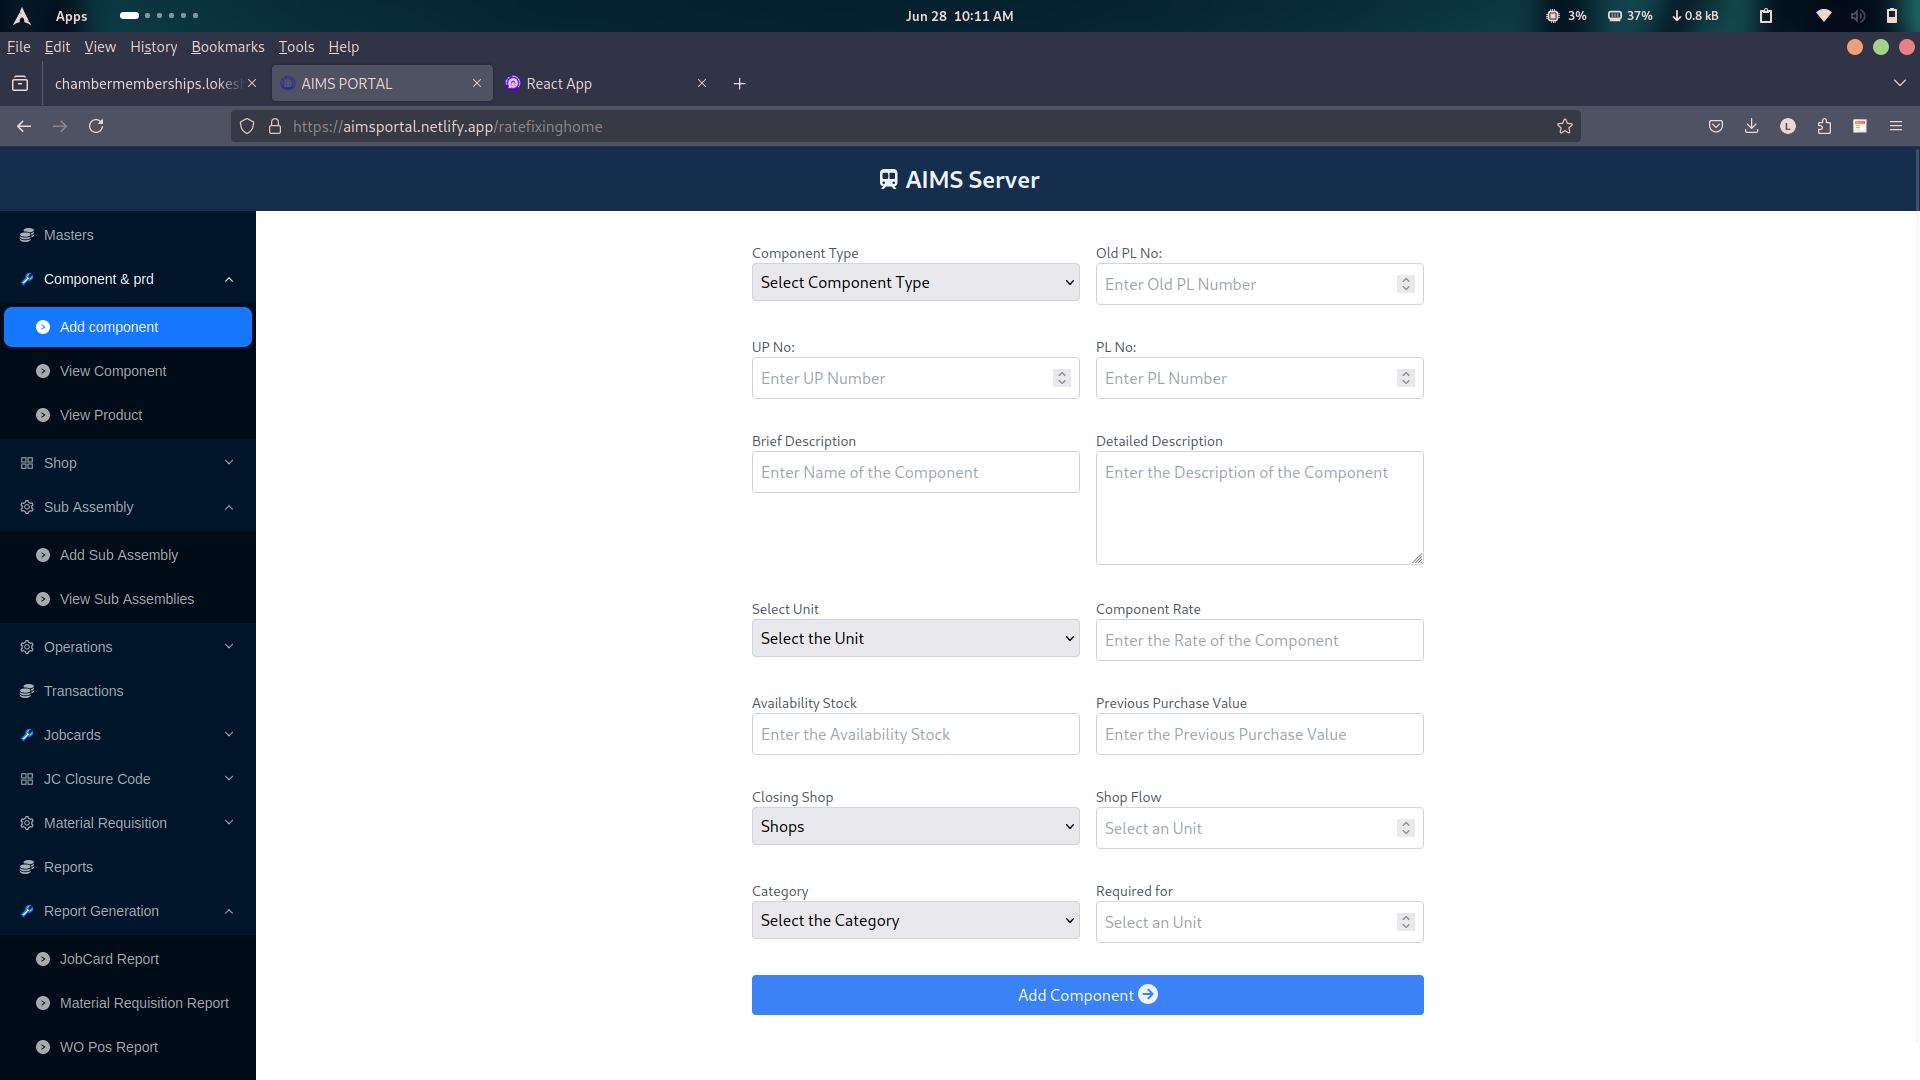 Apps
Jun 28 10:11 AM
3%
37%
0.8 kB
File Edit View History Bookmarks Tools Help
chambermemberships.lokes
AIMS PORTAL
React App
https://aimsportal.netlify.app/ratefixinghome
L
AIMS Server
Masters
Component & prd
Add component
View Component
View Product
Shop
Sub Assembly
Add Sub Assembly
View Sub Assemblies
Operations
Transactions
Jobcards
JC Closure Code
Material Requisition
Reports
Report Generation
JobCard Report
Material Requisition Report
WO Pos Report
Component Type
Select Component Type
Old PL No:
Enter Old PL Number
UP No:
Enter UP Number
PL No:
Enter PL Number
Brief Description
Enter Name of the Component
Detailed Description
Enter the Description of the Component
Select Unit
Select the Unit
Component Rate
Enter the Rate of the Component
Availability Stock
Enter the Availability Stock
Previous Purchase Value
Enter the Previous Purchase Value
Closing Shop
Shops
Shop Flow
Select an Unit
Category
Select the Category
Required for
Select an Unit
Add Component